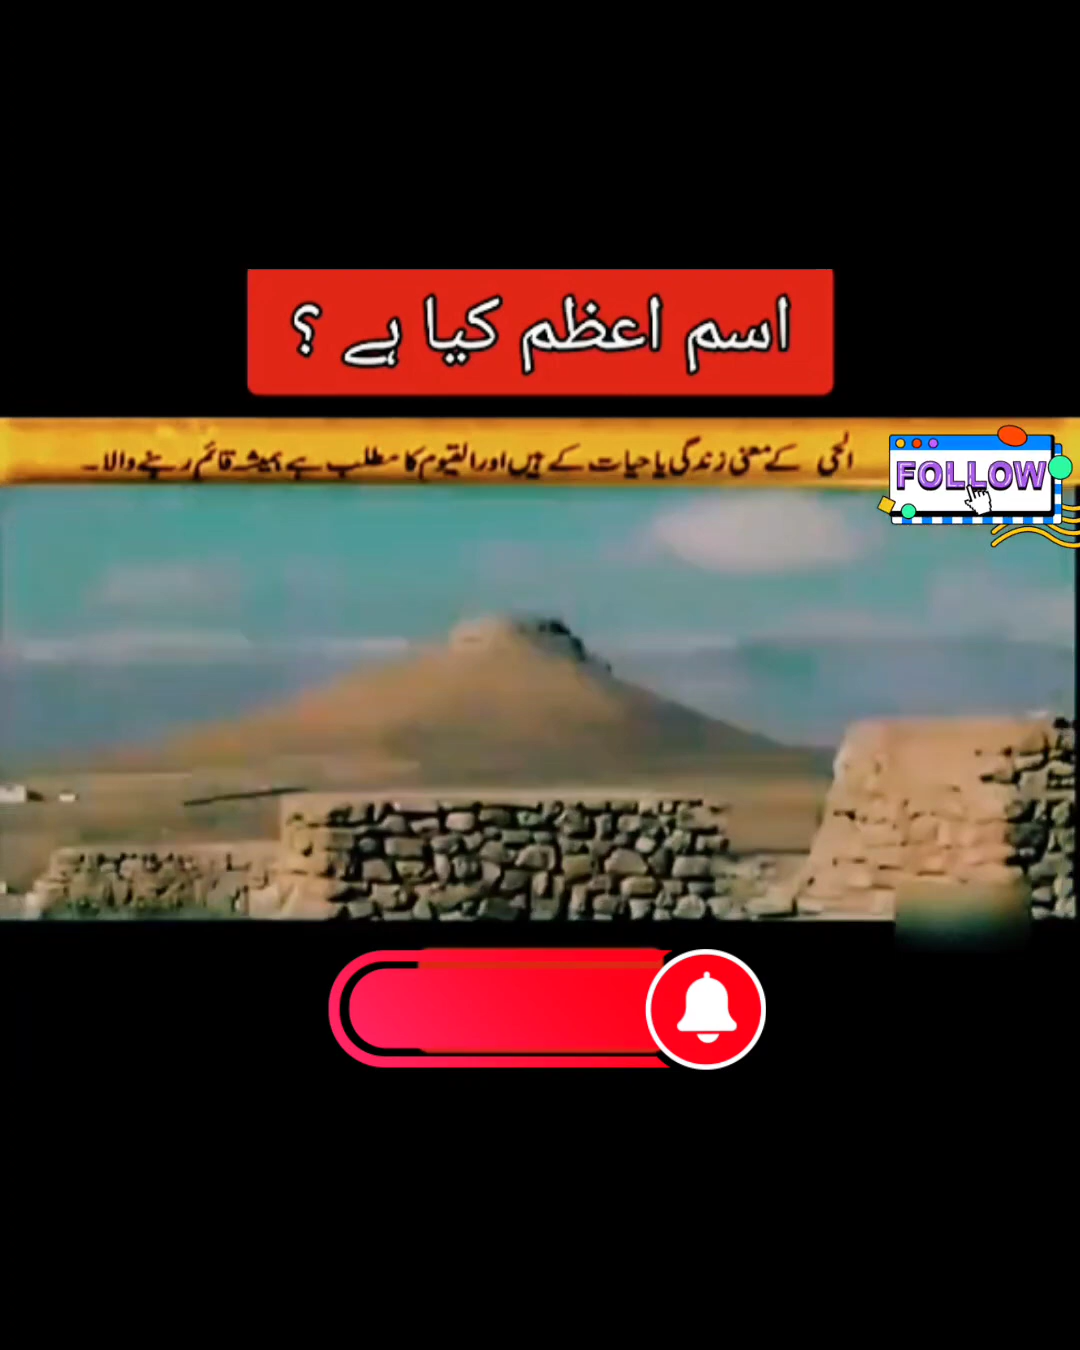 اسم اعظم کیا ہے ؟
الحی کے معنی زندگی یا حیات کے ہیں اور القیوم کا مطلب ہے ہمیشہ قائم رہنے والا۔۔
FOLLOW